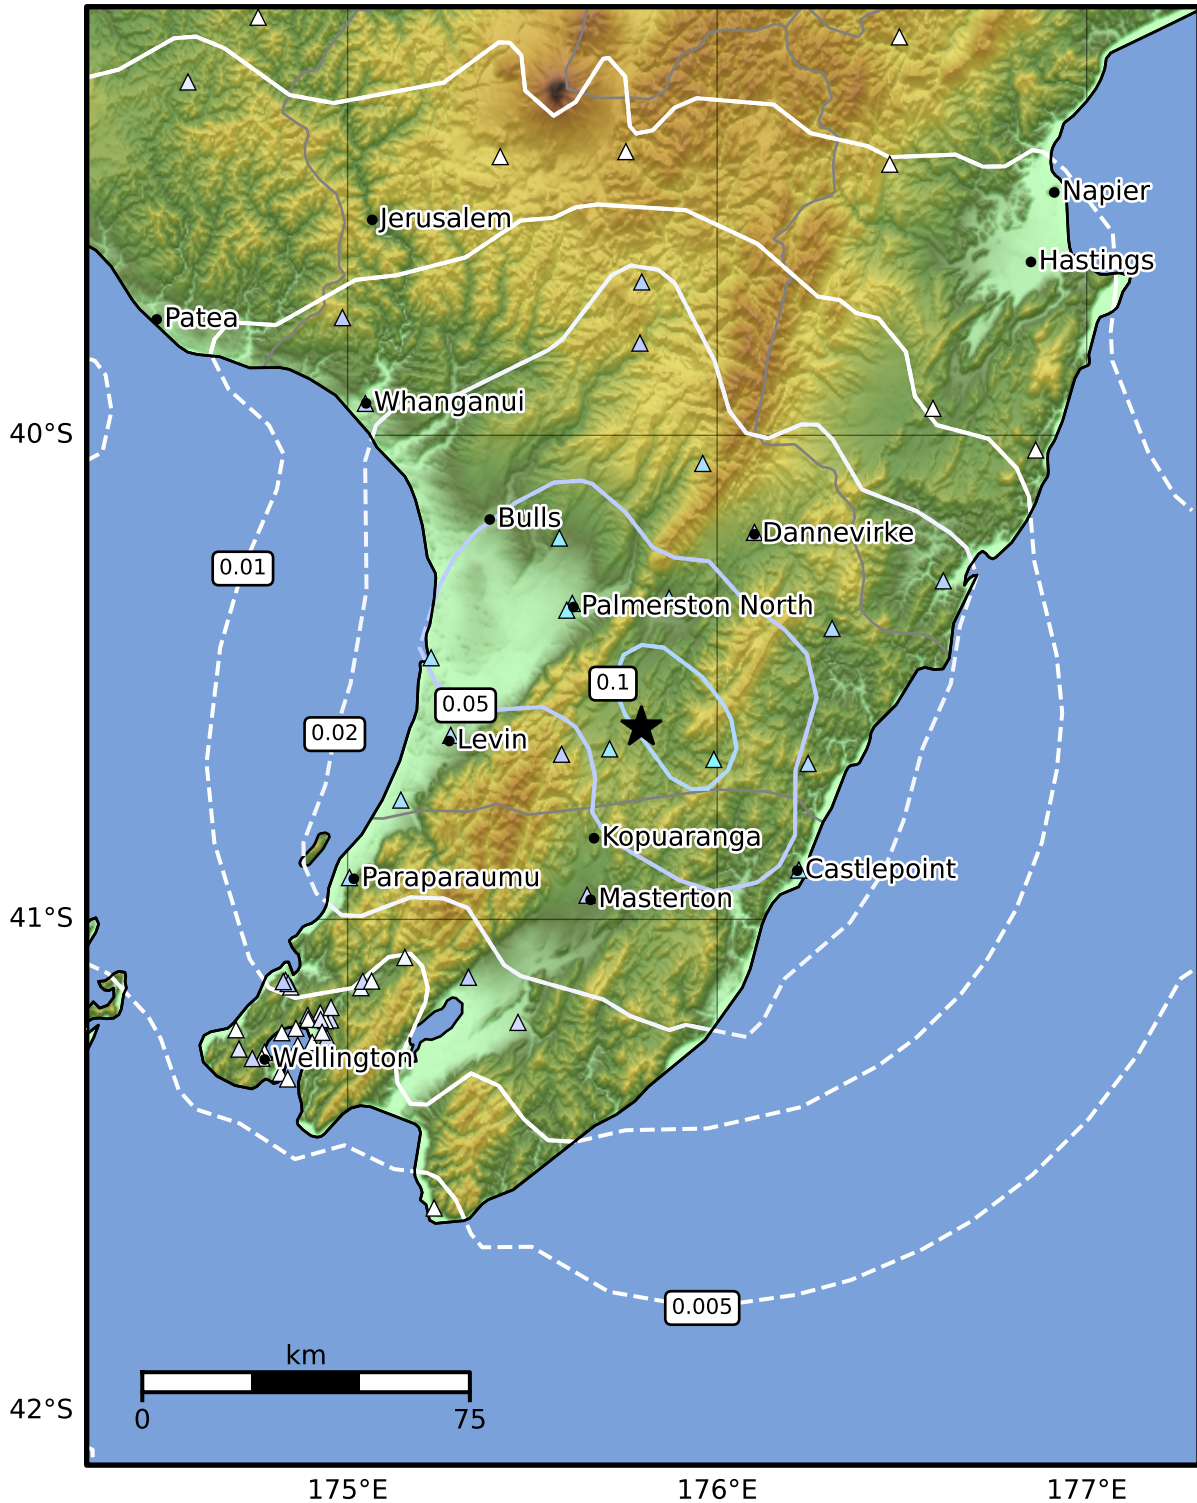 Napier
Jerusalem
Hastings
Patea
Whanganui
40°S
Bulls
Dannevirke
0.01
Palmerston North
0.1
0.05
0.02
Levin
Kopuaranga
Castlepoint
Paraparaumu
Masterton
41°S
Wellington
0.005
km
0 75
42°S
175°E 176°E 177°E